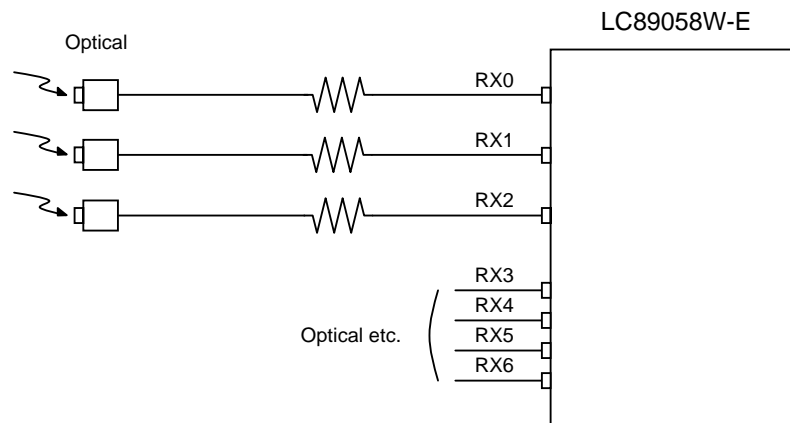 LC89058W-E
Optical
RX0
RX1
RX2
RX3
RX4
Optical etc.
RX5
RX6